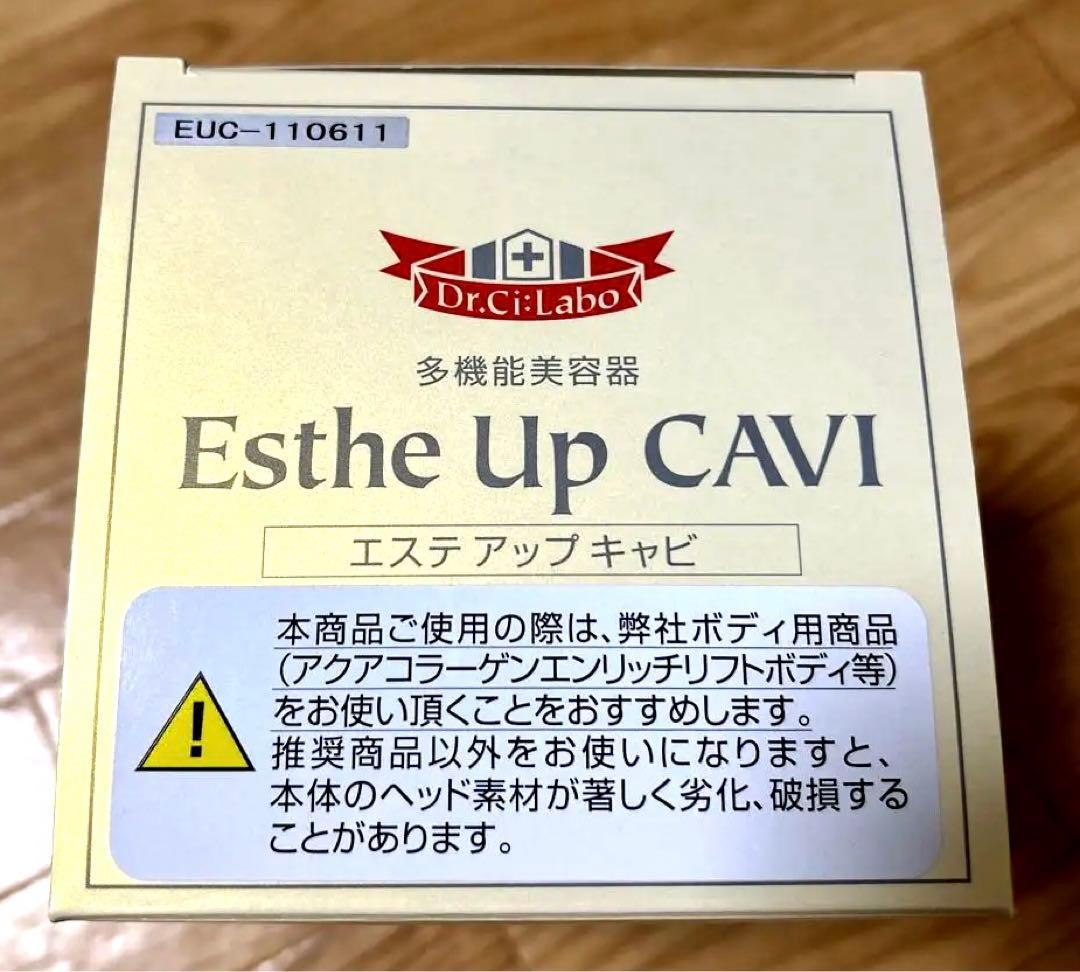 EUC-110611
Dr.Ci:Labo
多機能美容器
Esthe Up CAVI
エステ アップ キャビ
本商品ご使用の際は、弊社ボディ用商品
(アクアコラーゲンエンリッチリフトボディ等)
をお使い頂くことをおすすめします。
推奨商品以外をお使いになりますと、
本体のヘッド素材が著しく劣化、破損する
ことがあります。